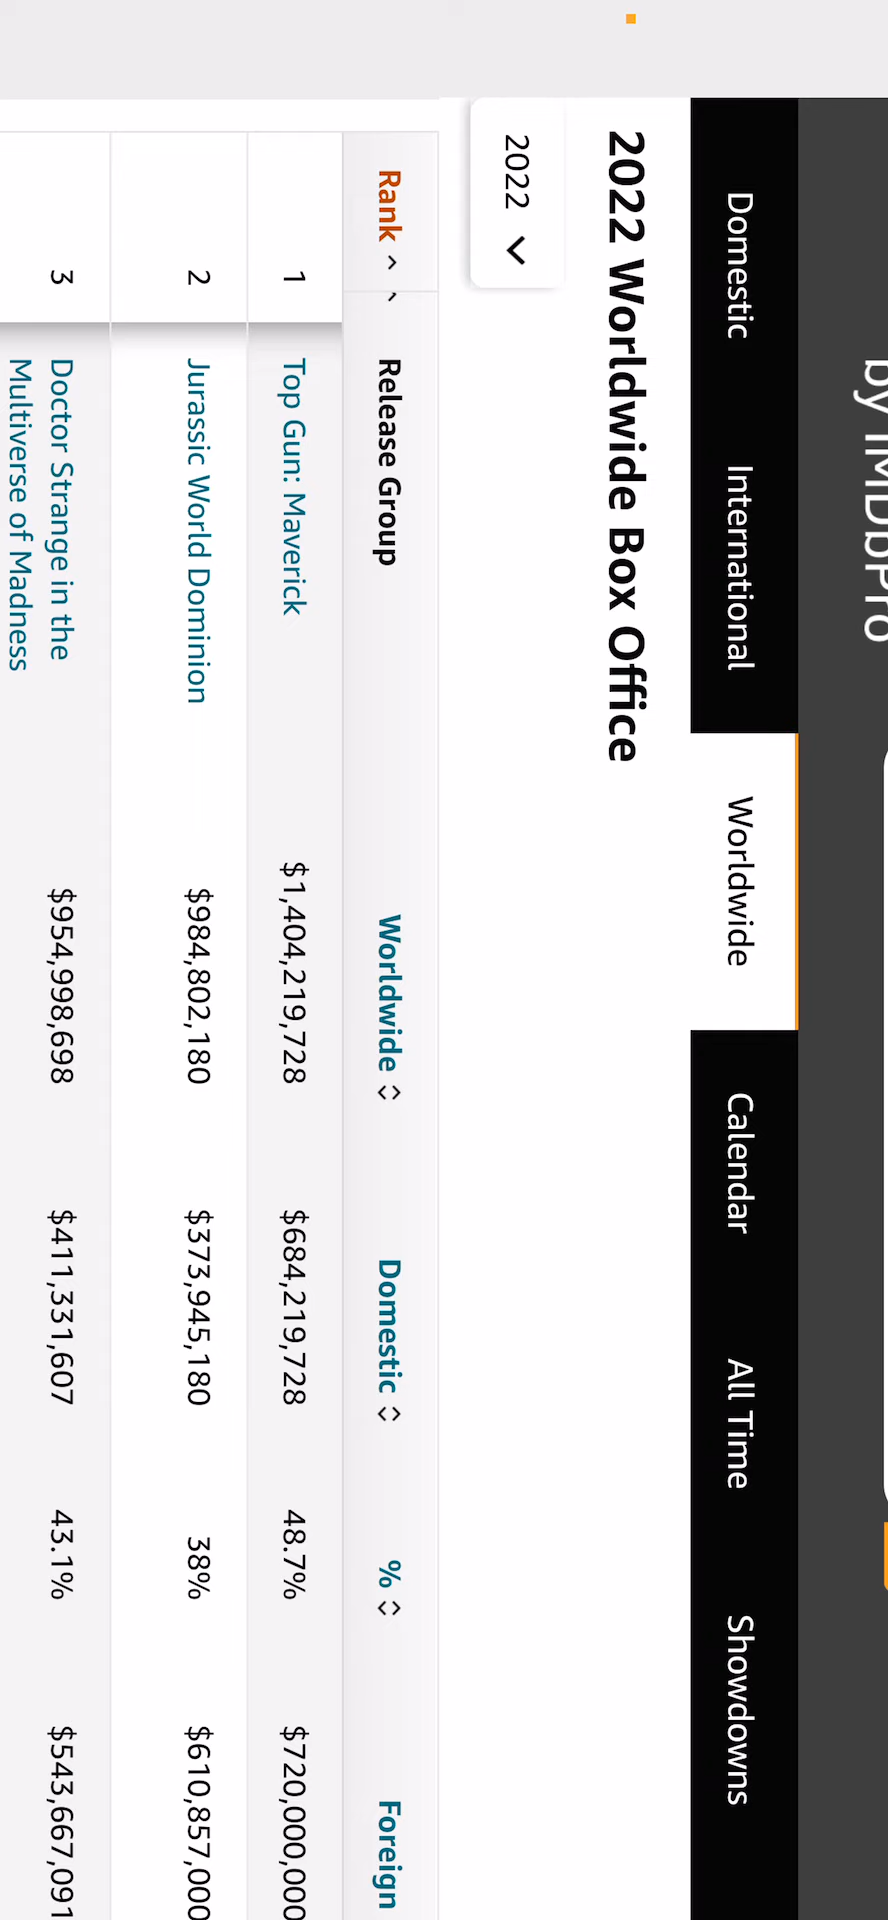 by IMDbPro
Domestic International Worldwide Calendar All Time Showdowns
2022 Worldwide Box Office
2022
Rank Release Group Worldwide Domestic % Foreign
1 Top Gun: Maverick $1,404,219,728 $684,219,728 48.7% $720,000,000
2 Jurassic World Dominion $984,802,180 $373,945,180 38% $610,857,000
3 Doctor Strange in the $954,998,698 $411,331,607 43.1% $543,667,091
Multiverse of Madness